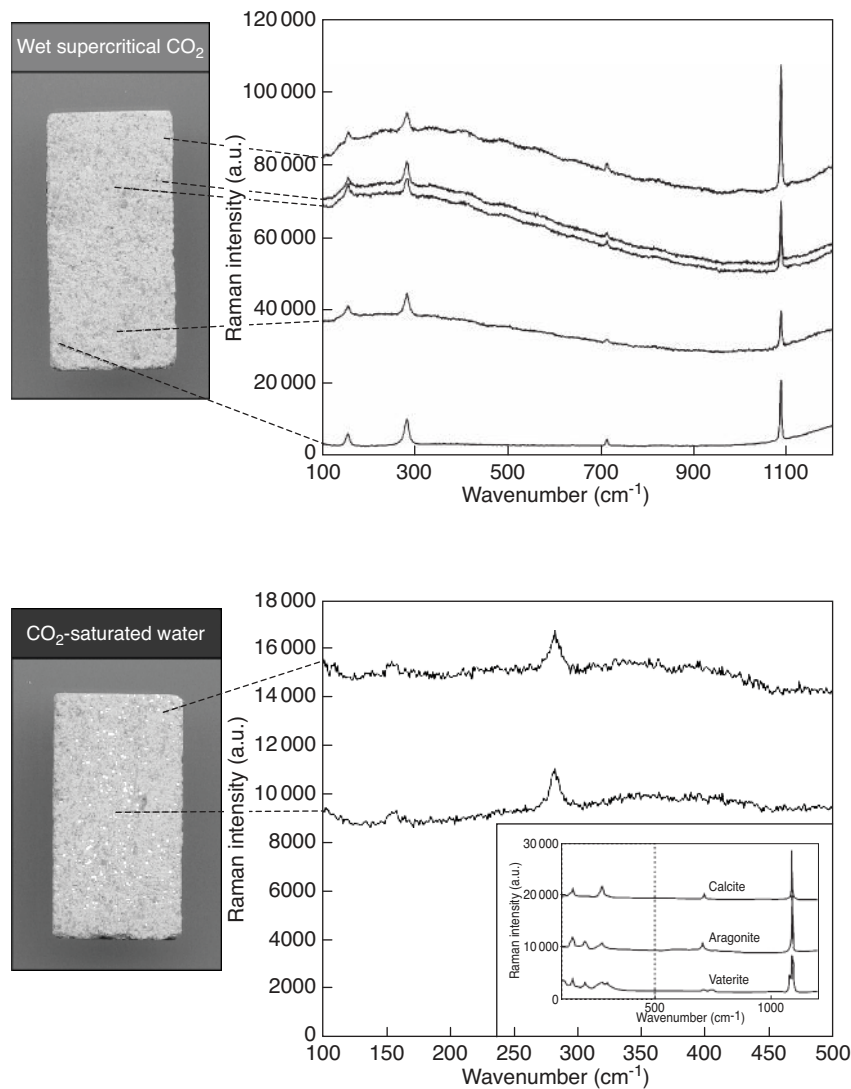 Wet supercritical CO₂
120 000
100 000
80 000
60 000
40 000
20 000
0
Raman intensity (a.u.)
100 300 500 700 900 1100
Wavenumber (cm⁻¹)
CO₂-saturated water
18 000
16 000
14 000
12 000
10 000
8000
6000
4000
2000
0
Raman intensity (a.u.)
100 150 200 250 300 350 400 450 500
Wavenumber (cm⁻¹)
30 000
20 000
10 000
0
Raman intensity (a.u.)
Calcite
Aragonite
Vaterite
500 1000
Wavenumber (cm⁻¹)